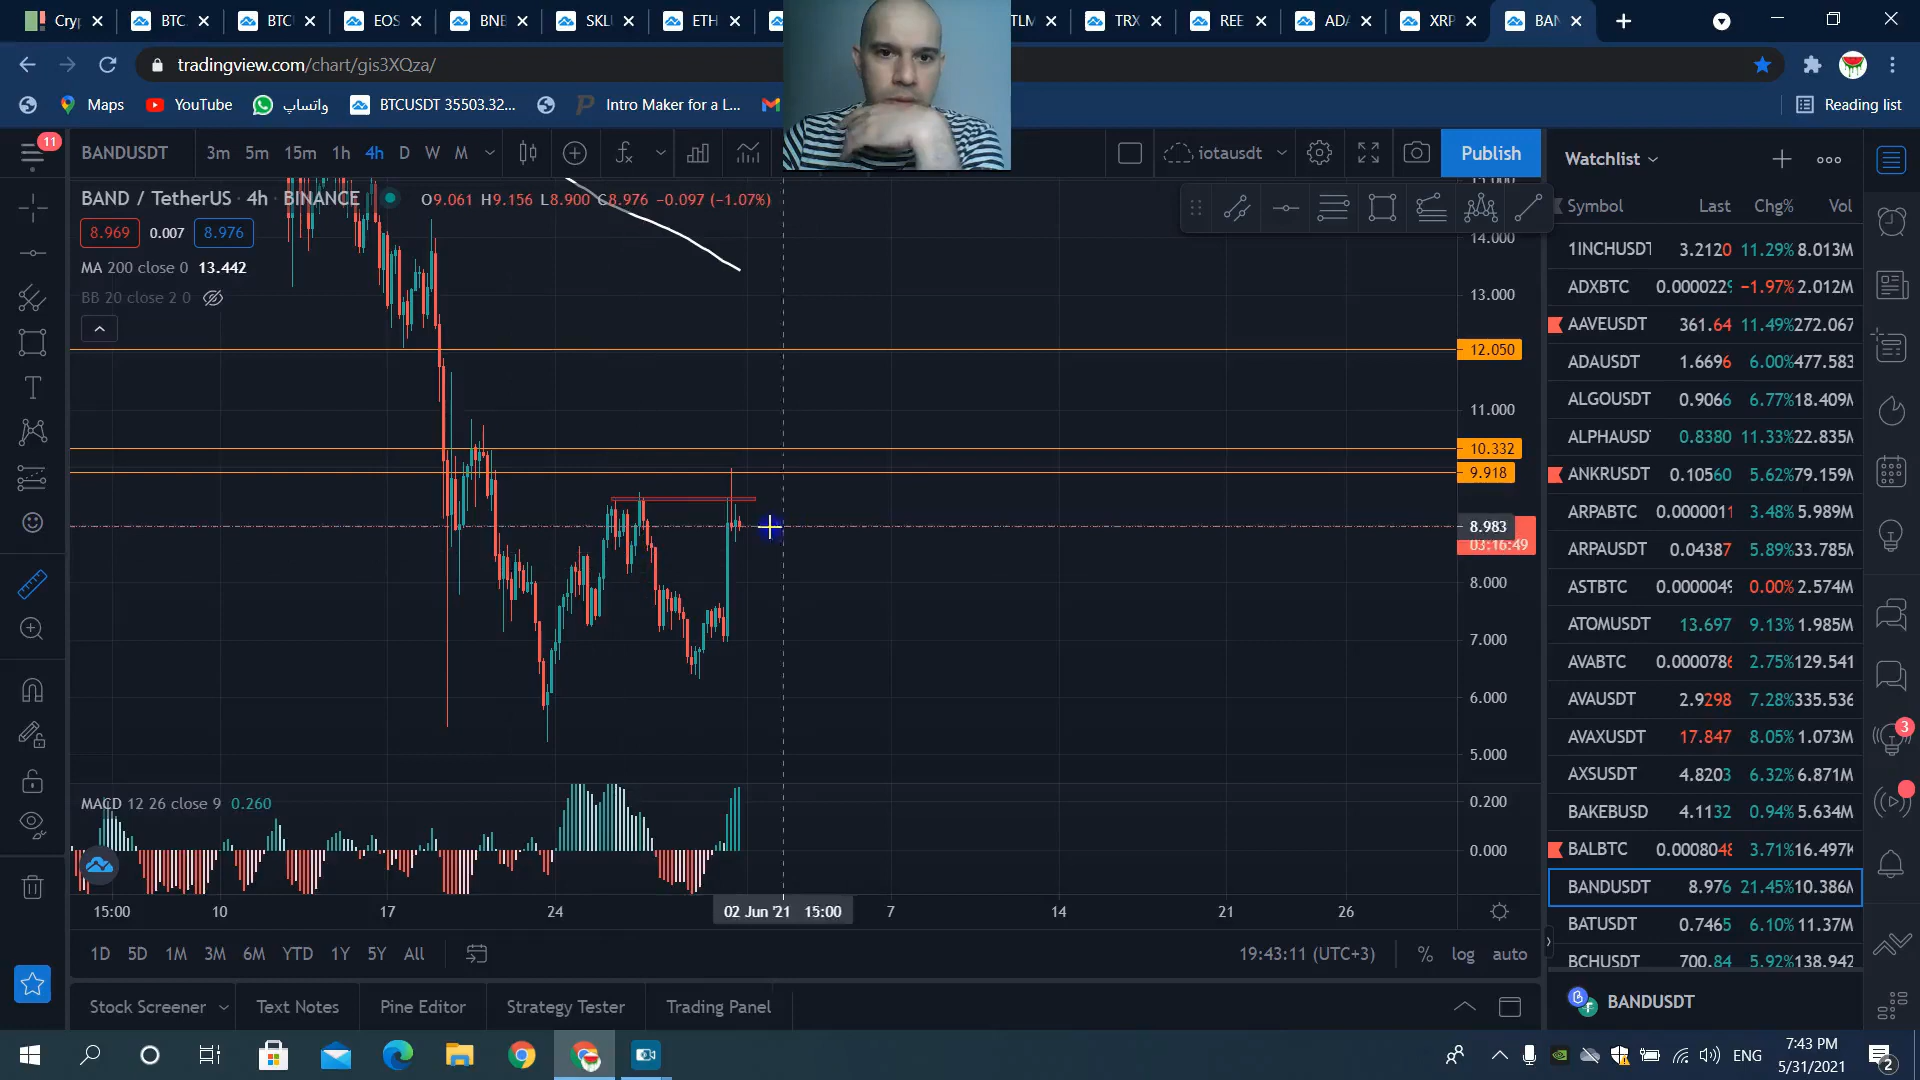 Cryp BTC BTC EOS BNB SKL ETH TLM TRX REE ADA XRP BAN
tradingview.com/chart/gis3XQza/
Maps YouTube واتساپ BTCUSDT 35503.32... Intro Maker for a L... Reading list
11
BANDUSDT 3m 5m 15m 1h 4h D W M iotausdt Publish
Watchlist
BAND / TetherUS · 4h · BINANCE O9.061 H9.156 L8.900 C8.976 −0.097 (−1.07%)
8.969 0.007 8.976
MA 200 close 0 13.442
BB 20 close 2 0
14.000
13.000
12.050
11.000
10.332
9.918
8.983
03:16:49
8.000
7.000
6.000
5.000
MACD 12 26 close 9 0.260
0.200
0.000
15:00 10 17 24 02 Jun '21 15:00 7 14 21 26
1D 5D 1M 3M 6M YTD 1Y 5Y All 19:43:11 (UTC+3) % log auto
Stock Screener Text Notes Pine Editor Strategy Tester Trading Panel
Symbol Last Chg% Vol
1INCHUSDT 3.2120 11.29% 8.013M
ADXBTC 0.0000229 −1.97% 2.012M
AAVEUSDT 361.64 11.49% 272.067
ADAUSDT 1.6696 6.00% 477.583
ALGOUSDT 0.9066 6.77% 18.409M
ALPHAUSD 0.8380 11.33% 22.835M
ANKRUSDT 0.10560 5.62% 79.159M
ARPABTC 0.0000011 3.48% 5.989M
ARPAUSDT 0.04387 5.89% 33.785M
ASTBTC 0.0000049 0.00% 2.574M
ATOMUSDT 13.697 9.13% 1.985M
AVABTC 0.0000786 2.75% 129.541
AVAUSDT 2.9298 7.28% 335.536
AVAXUSDT 17.847 8.05% 1.073M
AXSUSDT 4.8203 6.32% 6.871M
BAKEBUSD 4.1132 0.94% 5.634M
BALBTC 0.0008048 3.71% 16.497K
BANDUSDT 8.976 21.45% 10.386M
BATUSDT 0.7465 6.10% 11.37M
BCHUSDT 700.84 5.92% 138.942
BANDUSDT
3
ENG 7:43 PM
5/31/2021
2